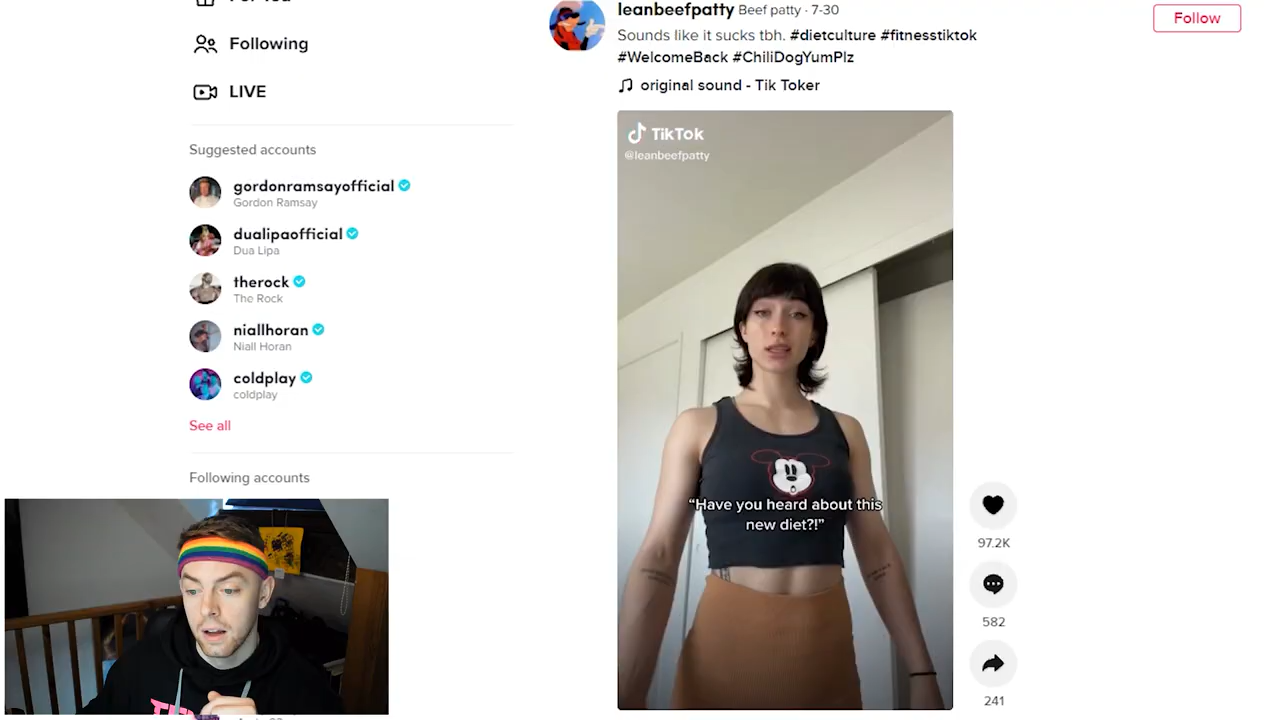 For You
Following
LIVE
Suggested accounts
gordonramsayofficial
Gordon Ramsay
dualipaofficial
Dua Lipa
therock
The Rock
niallhoran
Niall Horan
coldplay
coldplay
See all
Following accounts
leanbeefpatty Beef patty · 7-30
Follow
Sounds like it sucks tbh. #dietculture #fitnesstiktok
#WelcomeBack #ChiliDogYumPlz
original sound - Tik Toker
TikTok
@leanbeefpatty
“Have you heard about this
new diet?!”
97.2K
582
241